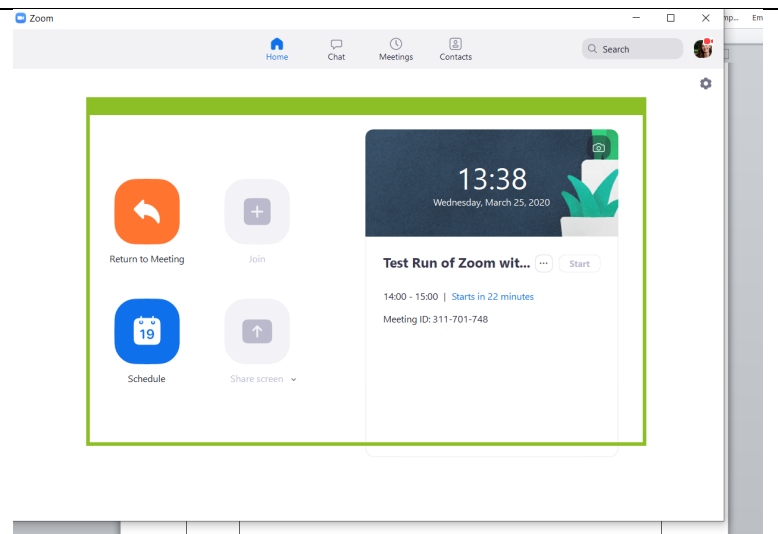 Zoom
Home
Chat
Meetings
Contacts
Search
13:38
Wednesday, March 25, 2020
Return to Meeting
Join
Test Run of Zoom wit... ... Start
14:00 - 15:00 | Starts in 22 minutes
Meeting ID: 311-701-748
19
Schedule
Share screen